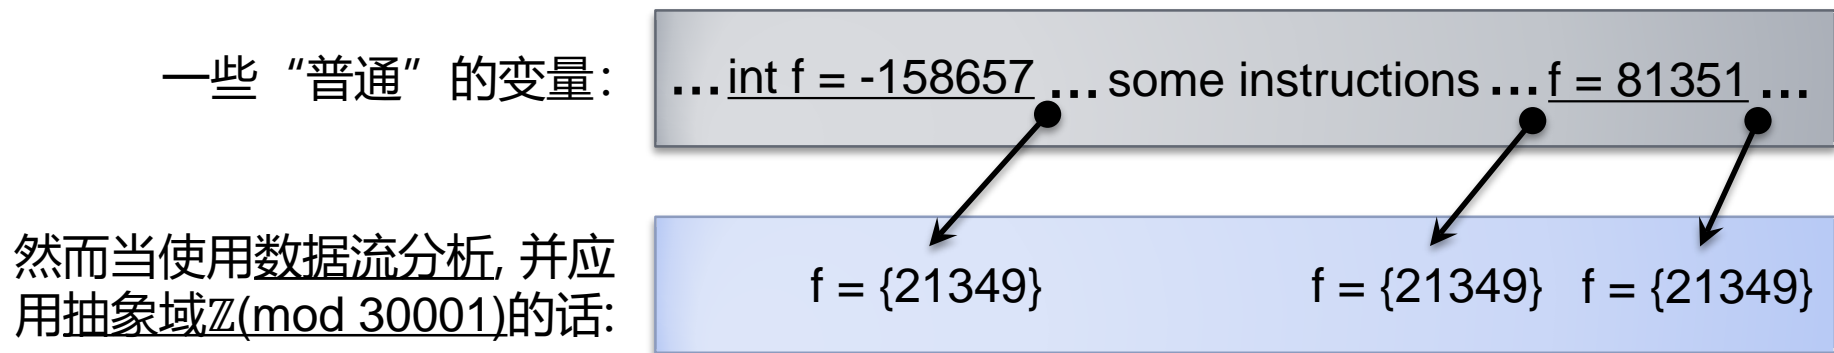 一些“普通”的变量：
...int f = -158657...some instructions...f = 81351...
然而当使用数据流分析, 并应
用抽象域ℤ(mod 30001)的话:
f = {21349} f = {21349} f = {21349}